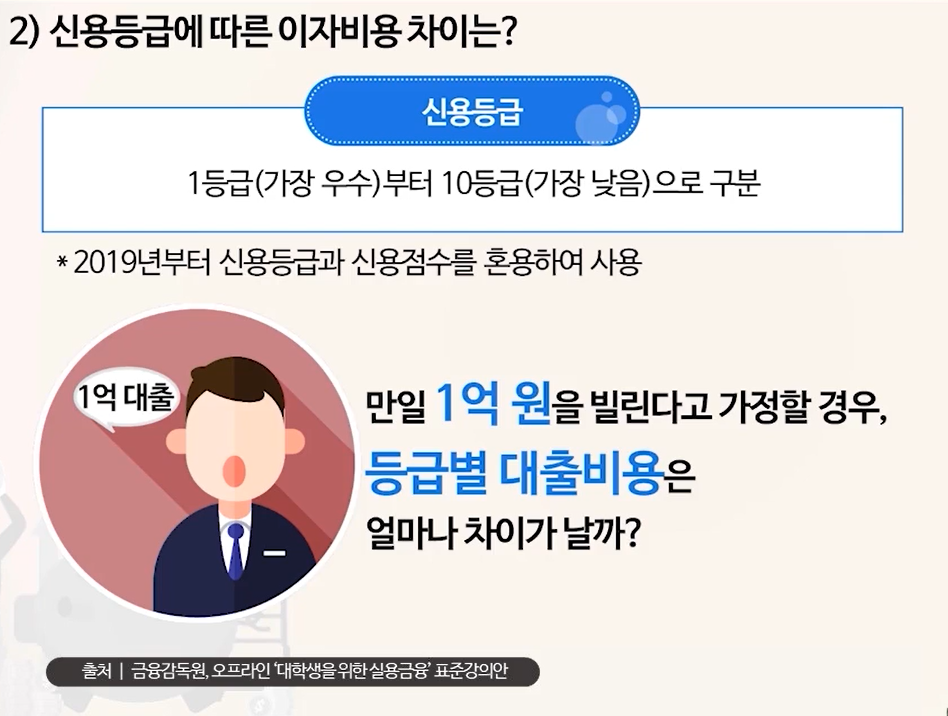 2) 신용등급에 따른 이자비용 차이는?
신용등급
1등급(가장 우수)부터 10등급(가장 낮음)으로 구분
* 2019년부터 신용등급과 신용점수를 혼용하여 사용
1억 대출
만일 1억 원을 빌린다고 가정할 경우,
등급별 대출비용은
얼마나 차이가 날까?
출처 | 금융감독원, 오프라인 ‘대학생을 위한 실용금융’ 표준강의안